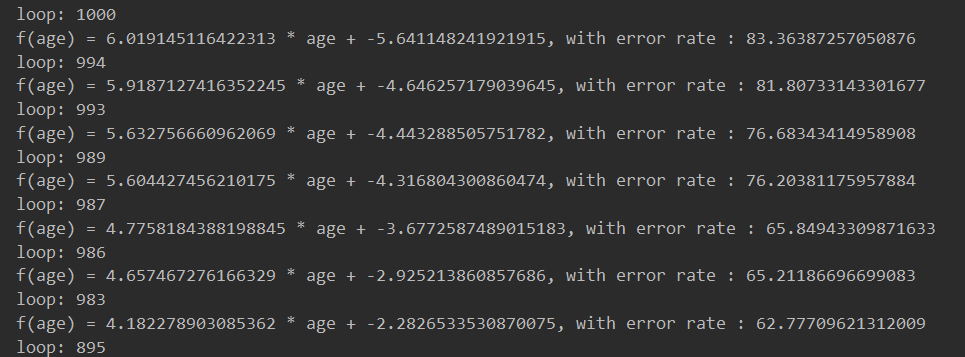 loop: 1000
f(age) = 6.019145116422313 * age + -5.641148241921915, with error rate : 83.36387257050876
loop: 994
f(age) = 5.9187127416352245 * age + -4.646257179039645, with error rate : 81.80733143301677
loop: 993
f(age) = 5.632756660962069 * age + -4.443288505751782, with error rate : 76.68343414958908
loop: 989
f(age) = 5.604427456210175 * age + -4.316804300860474, with error rate : 76.20381175957884
loop: 987
f(age) = 4.7758184388198845 * age + -3.6772587489015183, with error rate : 65.84943309871633
loop: 986
f(age) = 4.657467276166329 * age + -2.925213860857686, with error rate : 65.21186696699083
loop: 983
f(age) = 4.182278903085362 * age + -2.2826533530870075, with error rate : 62.77709621312009
loop: 895